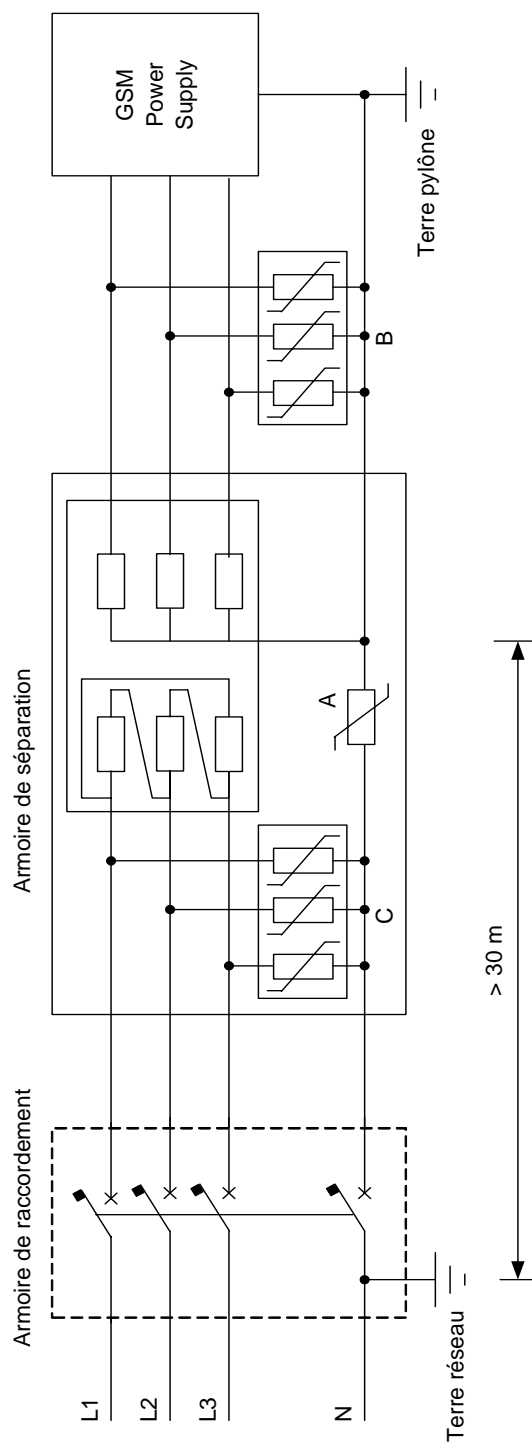 Armoire de raccordement
Armoire de séparation
GSM
Power
Supply
L1
L2
L3
N
C
A
B
Terre réseau
Terre pylône
> 30 m